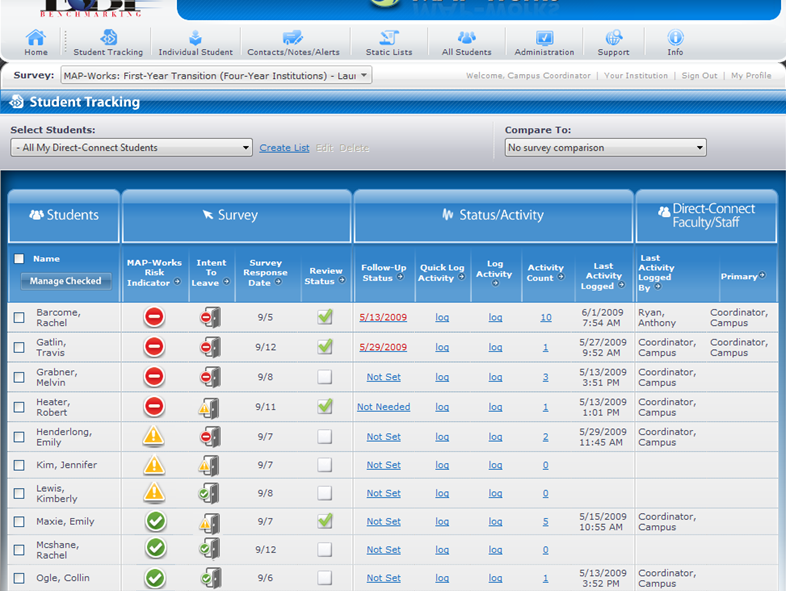 BENCHMARKING
MAP-Works
Home
Student Tracking
Individual Student
Contacts/Notes/Alerts
Static Lists
All Students
Administration
Support
Info
Survey: MAP-Works: First-Year Transition (Four-Year Institutions) - Laur
Welcome, Campus Coordinator | Your Institution | Sign Out | My Profile
Student Tracking
Select Students:
- All My Direct-Connect Students
Create List Edit Delete
Compare To:
No survey comparison
Students
Survey
Status/Activity
Direct-Connect
Faculty/Staff
Name
Manage Checked
MAP-Works
Risk
Indicator
Intent
To
Leave
Survey
Response
Date
Review
Status
Follow-Up
Status
Quick Log
Activity
Log
Activity
Activity
Count
Last
Activity
Logged
Last
Activity
Logged
By
Primary
Barcome,
Rachel
9/5
5/13/2009
log
log
10
6/1/2009
7:54 AM
Ryan,
Anthony
Coordinator,
Campus
Gatlin,
Travis
9/12
5/29/2009
log
log
1
5/27/2009
9:52 AM
Coordinator,
Campus
Coordinator,
Campus
Grabner,
Melvin
9/8
Not Set
log
log
3
5/13/2009
3:51 PM
Coordinator,
Campus
Heater,
Robert
9/11
Not Needed
log
log
1
5/13/2009
1:01 PM
Coordinator,
Campus
Henderlong,
Emily
9/7
Not Set
log
log
2
5/29/2009
11:45 AM
Coordinator,
Campus
Kim, Jennifer
9/7
Not Set
log
log
0
Lewis,
Kimberly
9/8
Not Set
log
log
0
Maxie, Emily
9/7
Not Set
log
log
5
5/15/2009
10:55 AM
Coordinator,
Campus
Mcshane,
Rachel
9/12
Not Set
log
log
0
Ogle, Collin
9/6
Not Set
log
log
1
5/13/2009
3:52 PM
Coordinator,
Campus